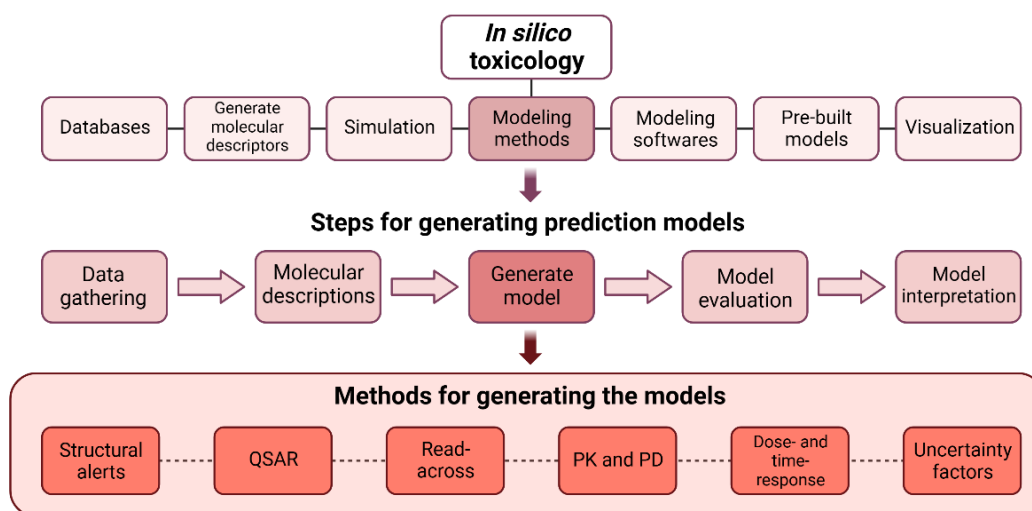 In silico
toxicology
Databases
Generate
molecular
descriptors
Simulation
Modeling
methods
Modeling
softwares
Pre-built
models
Visualization
Steps for generating prediction models
Data
gathering
Molecular
descriptions
Generate
model
Model
evaluation
Model
interpretation
Methods for generating the models
Structural
alerts
QSAR
Read-
across
PK and PD
Dose- and
time-
response
Uncertainty
factors